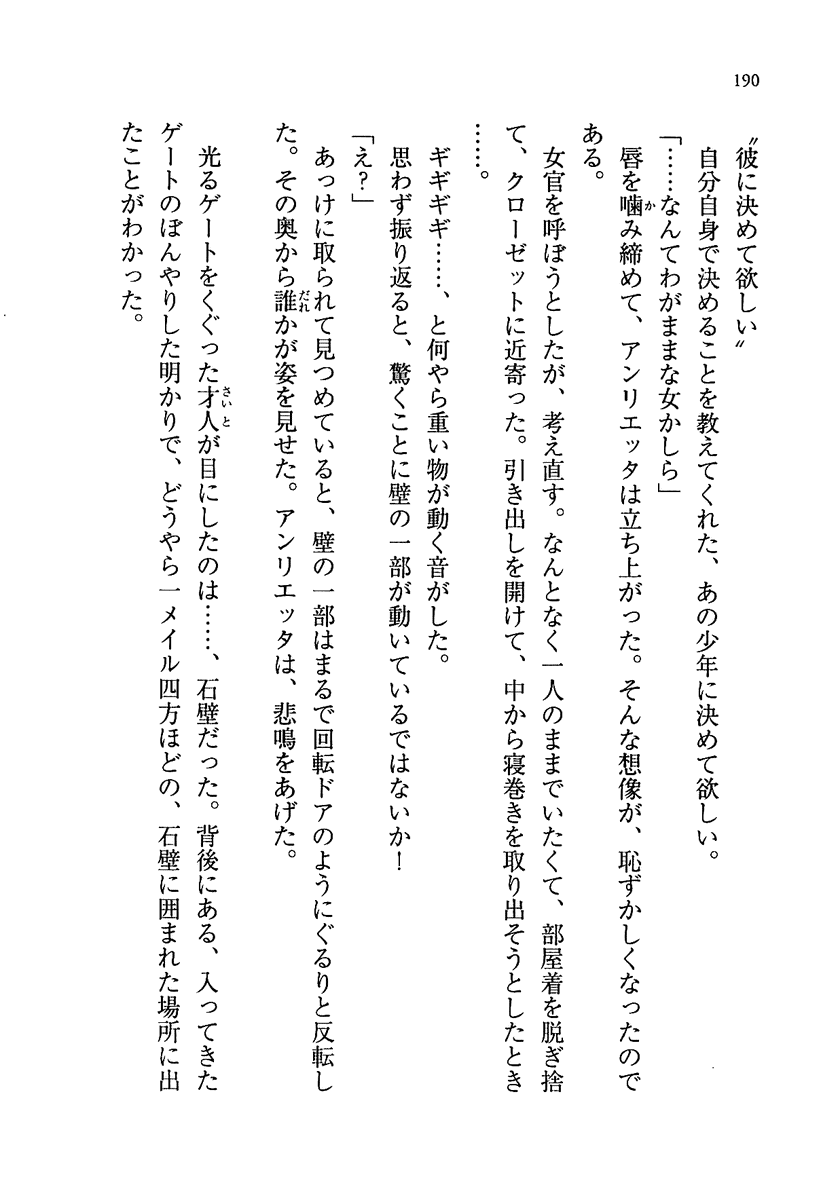 190
〝彼に決めて欲しい〟
自分自身で決めることを教えてくれた、あの少年に決めて欲しい。
「……なんてわがままな女かしら」
唇を噛み締めて、アンリエッタは立ち上がった。そんな想像が、恥ずかしくなったので
ある。
女官を呼ぼうとしたが、考え直す。なんとなく一人のままでいたくて、部屋着を脱ぎ捨
て、クローゼットに近寄った。引き出しを開けて、中から寝巻きを取り出そうとしたとき
……。
ギギギギ……、と何やら重い物が動く音がした。
思わず振り返ると、驚くことに壁の一部が動いているではないか！
「え？」
あっけに取られて見つめていると、壁の一部はまるで回転ドアのようにぐるりと反転し
た。その奥から誰かが姿を見せた。アンリエッタは、悲鳴をあげた。
光るゲートをくぐった才人が目にしたのは……、石壁だった。背後にある、入ってきた
ゲートのぼんやりした明かりで、どうやら一メイル四方ほどの、石壁に囲まれた場所に出
たことがわかった。